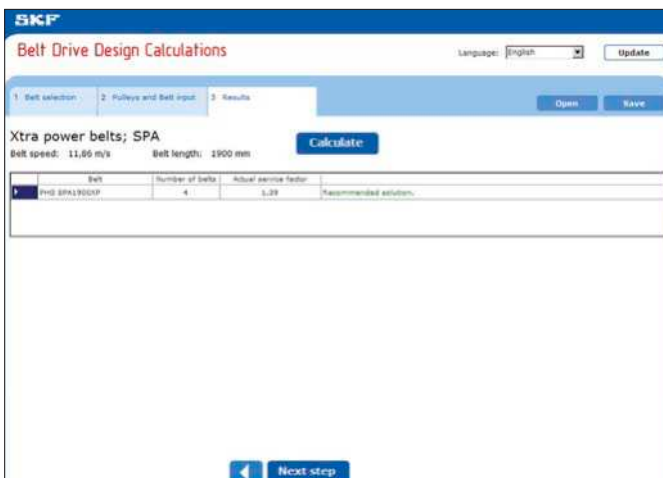 SKF
Belt Drive Design Calculations
Language: English
Update
1 Belt selection 2 Pulleys and Belt input 3 Results
Open
Save
Xtra power belts; SPA
Calculate
Belt speed: 11,86 m/s Belt length: 1900 mm
Belt Number of belts Actual service factor
PHG SPA1900XP 4 1.39 Recommended solution.
Next step